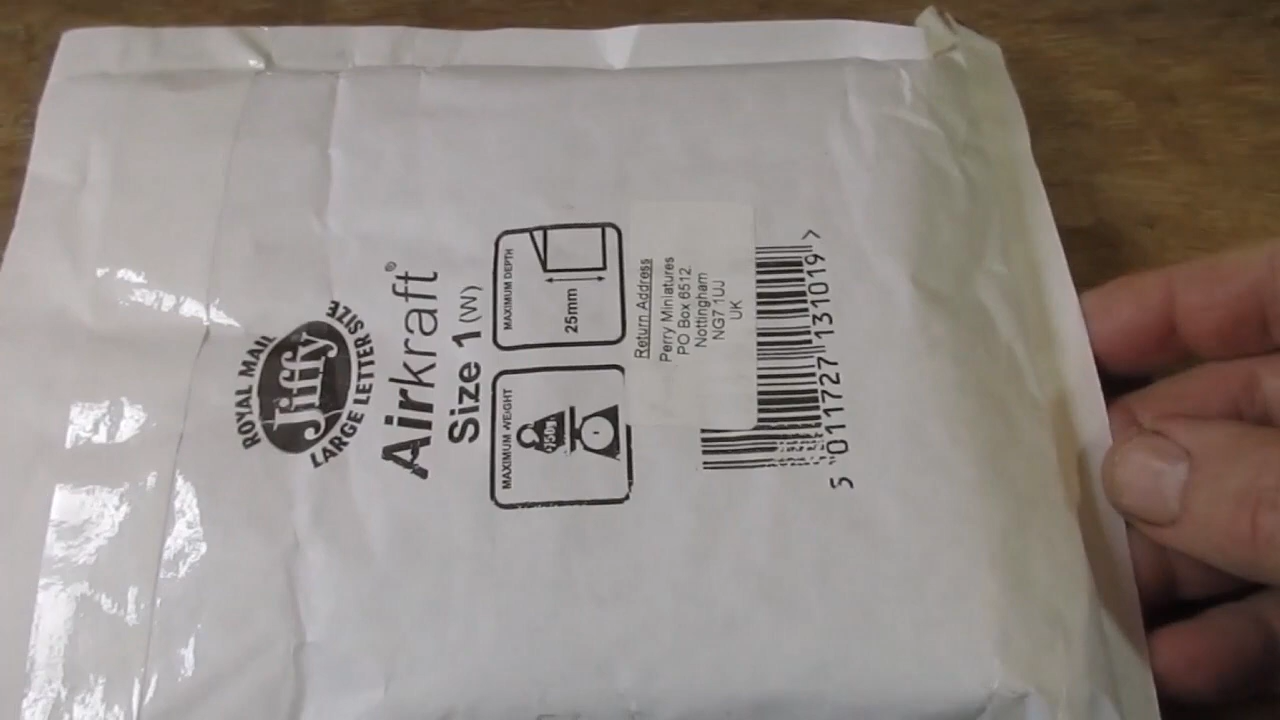 ROYAL MAIL
Jiffy
LARGE LETTER SIZE
Airkraft®
Size 1 (W)
MAXIMUM WEIGHT
750g
MAXIMUM DEPTH
25mm
Return Address
Perry Miniatures
PO Box 6512.
Nottingham
NG7 1UJ
UK
5 011727 131019 >